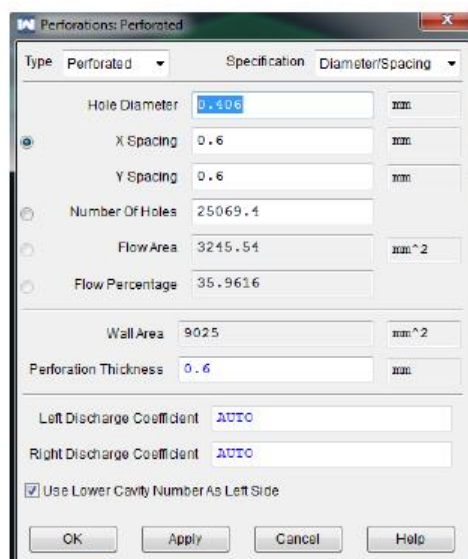 Perforations: Perforated
Type Perforated Specification Diameter/Spacing
Hole Diameter 0.406 mm
X Spacing 0.6 mm
Y Spacing 0.6 mm
Number Of Holes 25069.4
Flow Area 3245.54 mm^2
Flow Percentage 35.9616
Wall Area 9025 mm^2
Perforation Thickness 0.6 mm
Left Discharge Coefficient AUTO
Right Discharge Coefficient AUTO
Use Lower Cavity Number As Left Side
OK Apply Cancel Help